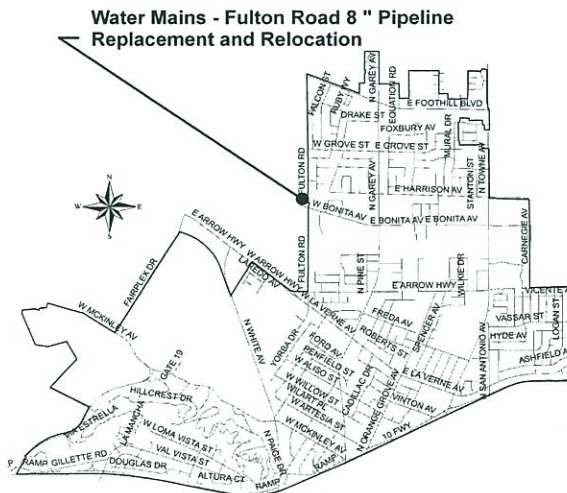 Water Mains - Fulton Road 8 " Pipeline
Replacement and Relocation
FALCON ST
RUBY WY
N GAREY AV
EQUATION RD
E FOOTHILL BLVD
DRAKE ST
FOXBURY AV
MURAL DR
W GROVE ST
E GROVE ST
STANTON ST
N TOWNE AV
FULTON RD
N GAREY AV
E HARRISON AV
W BONITA AV
E BONITA AV
E BONITA AV
CARNEGIE AV
N
W
E
S
E ARROW HWY
W ARROW HWY
LAREDO AV
FULTON RD
N PINE ST
WILKIE DR
FAIRPLEX DR
E ARROW HWY
VICENTE A
W LA VERNE AV
FREDA AV
VASSAR ST
LOGAN ST
W MCKINLEY AV
N WHITE AV
YORBA DR
ROBERTS ST
SPENCER AV
HYDE AV
FORD AV
PENFIELD ST
W ALISO ST
ASHFIELD A
GATE 19
CADILLAC DR
E LA VERNE AV
N SAN ANTONIO AV
W WILLOW ST
WILART PL
W ARTESIA ST
N ORANGE GROVE AV
VINTON AV
HILLCREST DR
ESTRELLA
LA MANCHA
W MCKINLEY AV
10 FWY
W LOMA VISTA ST
VAL VISTA ST
N PAIGE DR
RAMP
RAMP
GILLETTE RD
DOUGLAS DR
ALTURA CT
RAMP